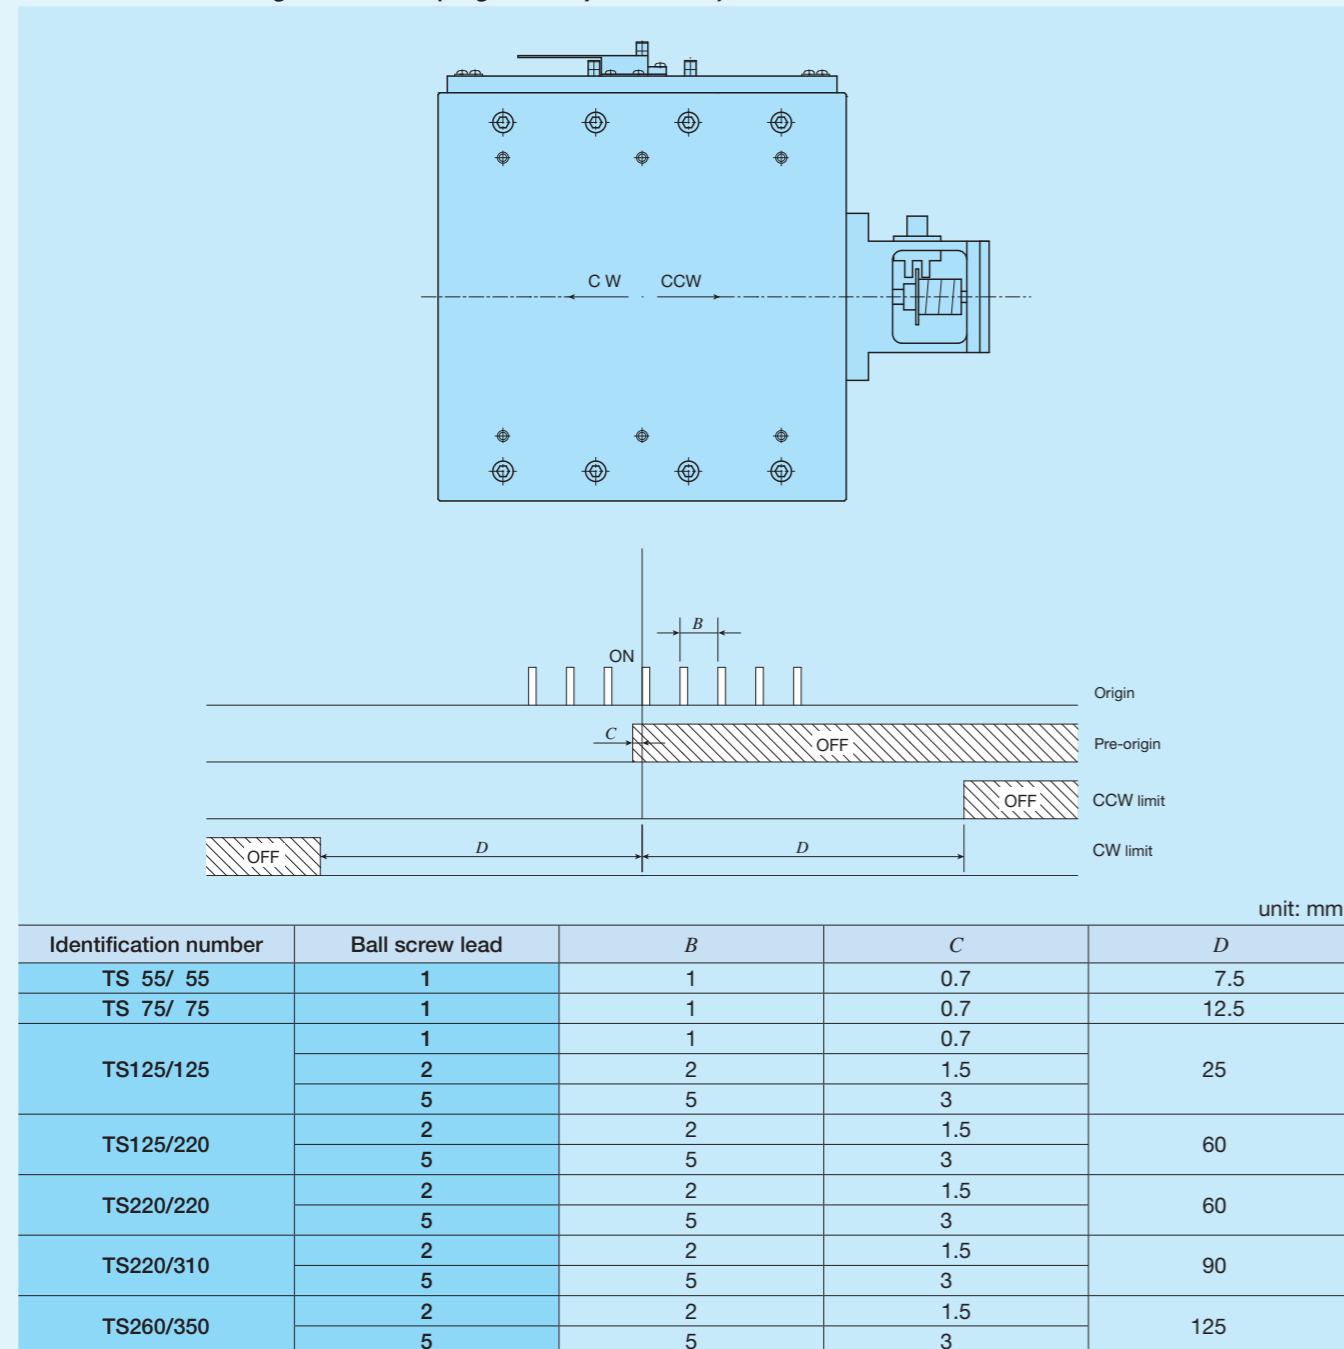 C W CCW
B
ON
Origin
C
OFF
Pre-origin
OFF
CCW limit
OFF
D
D
CW limit
unit: mm
Identification number Ball screw lead B C D
TS 55/ 55 1 1 0.7 7.5
TS 75/ 75 1 1 0.7 12.5
1 1 0.7
TS125/125 2 2 1.5 25
5 5 3
TS125/220 2 2 1.5 60
5 5 3
TS220/220 2 2 1.5 60
5 5 3
TS220/310 2 2 1.5 90
5 5 3
TS260/350 2 2 1.5 125
5 5 3